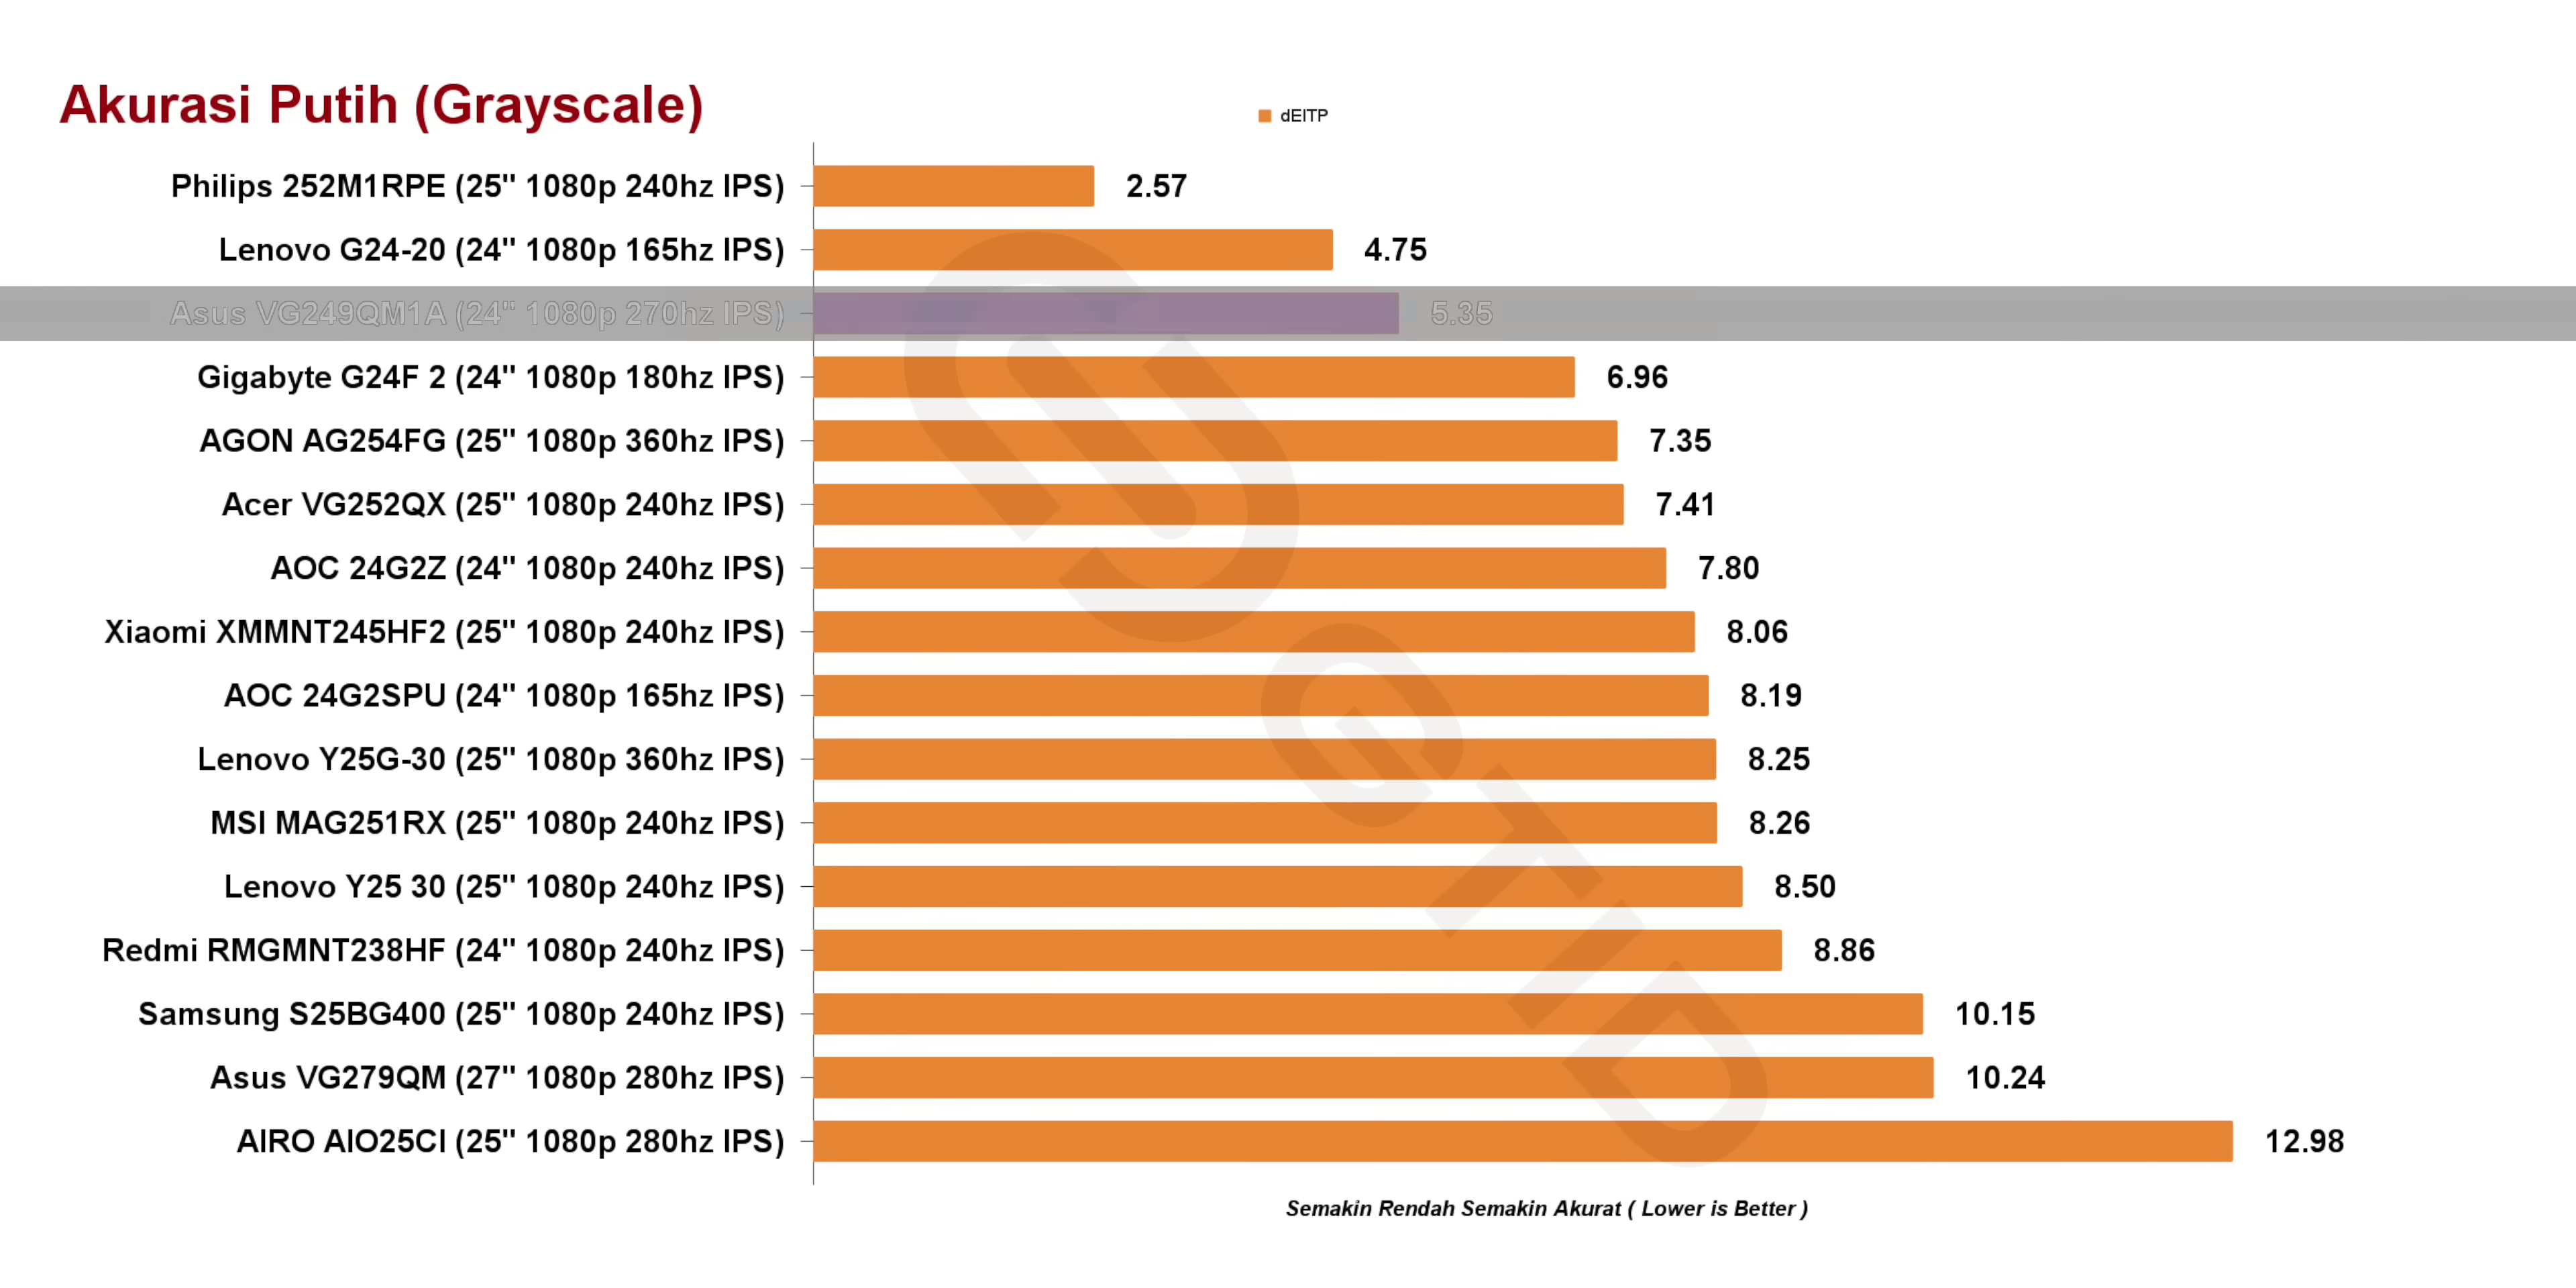 Akurasi Putih (Grayscale)
dEITP
Philips 252M1RPE (25" 1080p 240hz IPS) 2.57
Lenovo G24-20 (24" 1080p 165hz IPS) 4.75
Asus VG249QM1A (24" 1080p 270hz IPS) 5.35
Gigabyte G24F 2 (24" 1080p 180hz IPS) 6.96
AGON AG254FG (25" 1080p 360hz IPS) 7.35
Acer VG252QX (25" 1080p 240hz IPS) 7.41
AOC 24G2Z (24" 1080p 240hz IPS) 7.80
Xiaomi XMMNT245HF2 (25" 1080p 240hz IPS) 8.06
AOC 24G2SPU (24" 1080p 165hz IPS) 8.19
Lenovo Y25G-30 (25" 1080p 360hz IPS) 8.25
MSI MAG251RX (25" 1080p 240hz IPS) 8.26
Lenovo Y25 30 (25" 1080p 240hz IPS) 8.50
Redmi RMGMNT238HF (24" 1080p 240hz IPS) 8.86
Samsung S25BG400 (25" 1080p 240hz IPS) 10.15
Asus VG279QM (27" 1080p 280hz IPS) 10.24
AIRO AIO25CI (25" 1080p 280hz IPS) 12.98
GTID
Semakin Rendah Semakin Akurat ( Lower is Better )